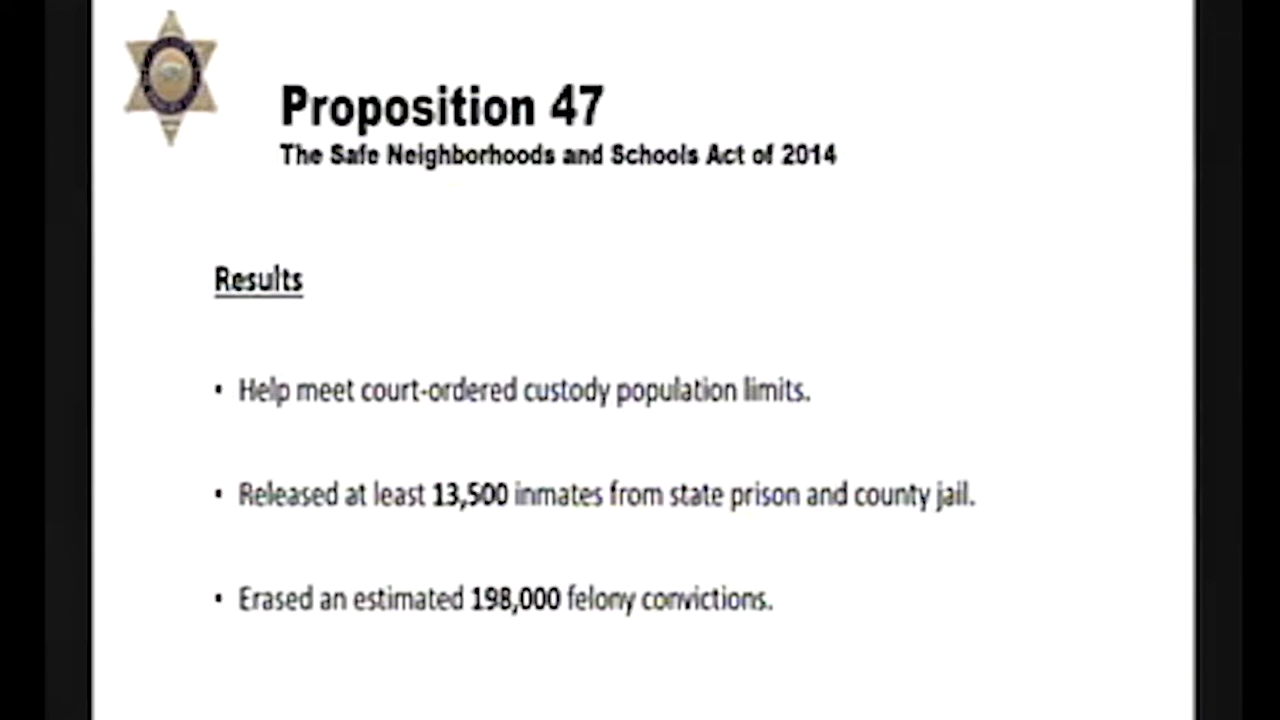 Proposition 47
The Safe Neighborhoods and Schools Act of 2014
Results
• Help meet court-ordered custody population limits.
• Released at least 13,500 inmates from state prison and county jail.
• Erased an estimated 198,000 felony convictions.